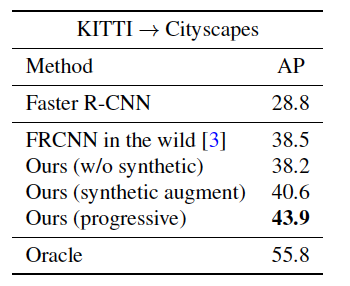 KITTI → Cityscapes
Method AP
Faster R-CNN 28.8
FRCNN in the wild [3] 38.5
Ours (w/o synthetic) 38.2
Ours (synthetic augment) 40.6
Ours (progressive) 43.9
Oracle 55.8